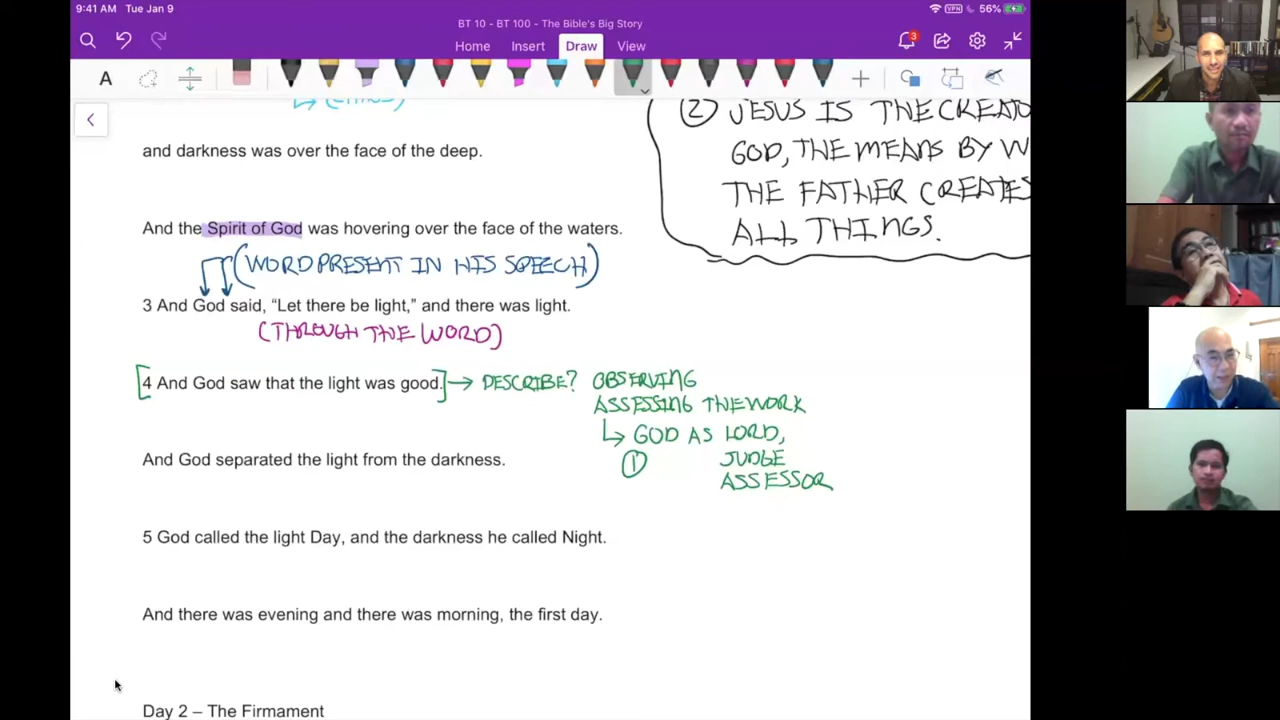 9:41 AM Tue Jan 9
VPN 56%
BT 10 - BT 100 - The Bible's Big Story
Home Insert Draw View
3
A
② JESUS IS THE CREATO
GOD, THE MEANS BY W
THE FATHER CREATES
ALL THINGS.
and darkness was over the face of the deep.
And the Spirit of God was hovering over the face of the waters.
(WORD PRESENT IN HIS SPEECH)
3 And God said, “Let there be light,” and there was light.
(THROUGH THE WORD)
[4 And God saw that the light was good.] → DESCRIBE? OBSERVING
ASSESSING THE WORK
↳ GOD AS LORD,
① JUDGE
ASSESSOR
And God separated the light from the darkness.
5 God called the light Day, and the darkness he called Night.
And there was evening and there was morning, the first day.
Day 2 – The Firmament